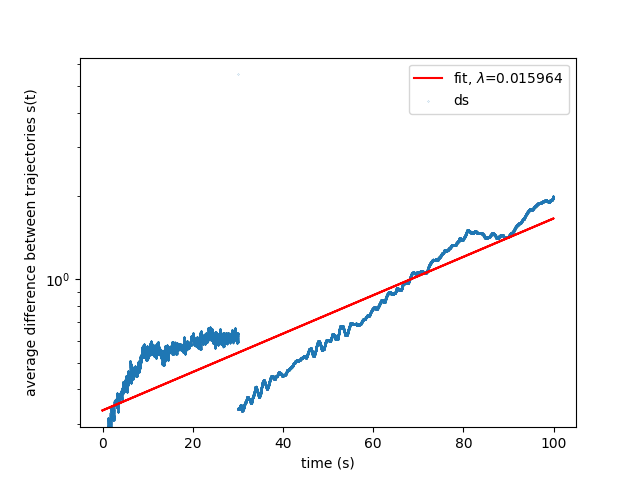 fit, λ=0.015964
ds
average difference between trajectories s(t)
10⁰
0 20 40 60 80 100
time (s)